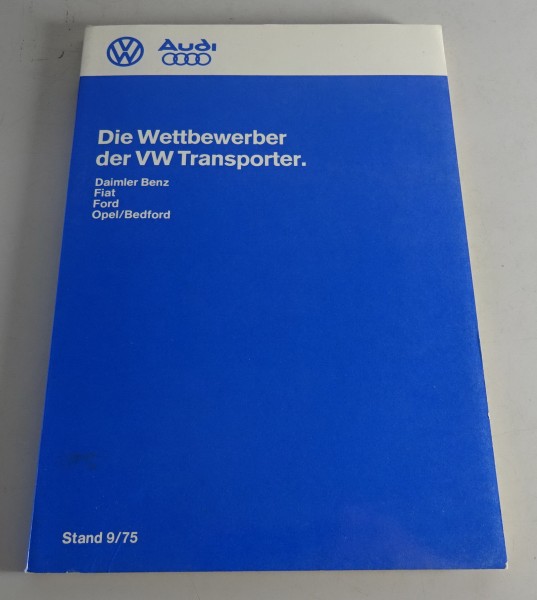 VW Audi
Die Wettbewerber
der VW Transporter.
Daimler Benz
Fiat
Ford
Opel/Bedford
Stand 9/75